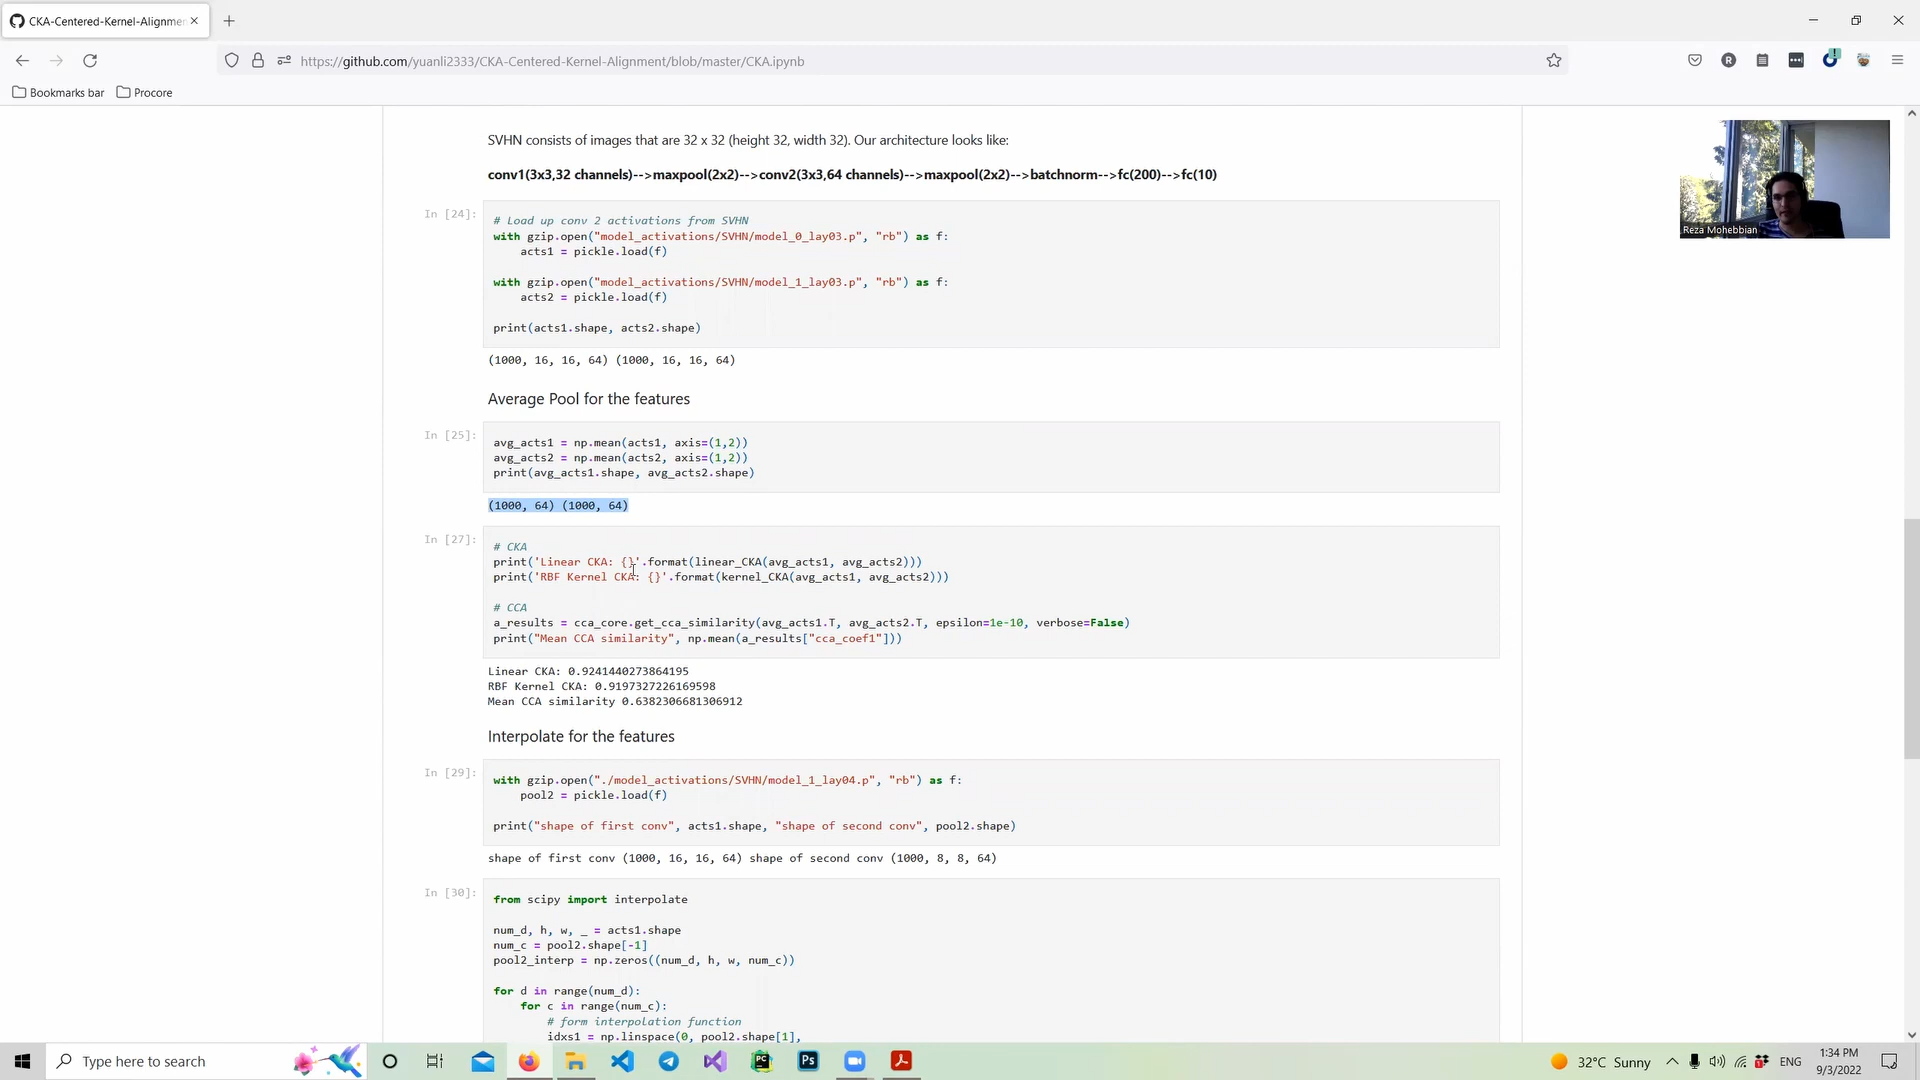 CKA-Centered-Kernel-Alignmen
https://github.com/yuanli2333/CKA-Centered-Kernel-Alignment/blob/master/CKA.ipynb
Bookmarks bar Procore
SVHN consists of images that are 32 x 32 (height 32, width 32). Our architecture looks like:
conv1(3x3,32 channels)-->maxpool(2x2)-->conv2(3x3,64 channels)-->maxpool(2x2)-->batchnorm-->fc(200)-->fc(10)
Reza Mohebbian
In [24]:
# Load up conv 2 activations from SVHN
with gzip.open("model_activations/SVHN/model_0_lay03.p", "rb") as f:
acts1 = pickle.load(f)
with gzip.open("model_activations/SVHN/model_1_lay03.p", "rb") as f:
acts2 = pickle.load(f)
print(acts1.shape, acts2.shape)
(1000, 16, 16, 64) (1000, 16, 16, 64)
Average Pool for the features
In [25]:
avg_acts1 = np.mean(acts1, axis=(1,2))
avg_acts2 = np.mean(acts2, axis=(1,2))
print(avg_acts1.shape, avg_acts2.shape)
(1000, 64) (1000, 64)
In [27]:
# CKA
print('Linear CKA: {}'.format(linear_CKA(avg_acts1, avg_acts2)))
print('RBF Kernel CKA: {}'.format(kernel_CKA(avg_acts1, avg_acts2)))
# CCA
a_results = cca_core.get_cca_similarity(avg_acts1.T, avg_acts2.T, epsilon=1e-10, verbose=False)
print("Mean CCA similarity", np.mean(a_results["cca_coef1"]))
Linear CKA: 0.9241440273864195
RBF Kernel CKA: 0.9197327226169598
Mean CCA similarity 0.6382306681306912
Interpolate for the features
In [29]:
with gzip.open("./model_activations/SVHN/model_1_lay04.p", "rb") as f:
pool2 = pickle.load(f)
print("shape of first conv", acts1.shape, "shape of second conv", pool2.shape)
shape of first conv (1000, 16, 16, 64) shape of second conv (1000, 8, 8, 64)
In [30]:
from scipy import interpolate
num_d, h, w, _ = acts1.shape
num_c = pool2.shape[-1]
pool2_interp = np.zeros((num_d, h, w, num_c))
for d in range(num_d):
for c in range(num_c):
# form interpolation function
idxs1 = np.linspace(0, pool2.shape[1],
Type here to search
32°C Sunny
ENG
1:34 PM
9/3/2022